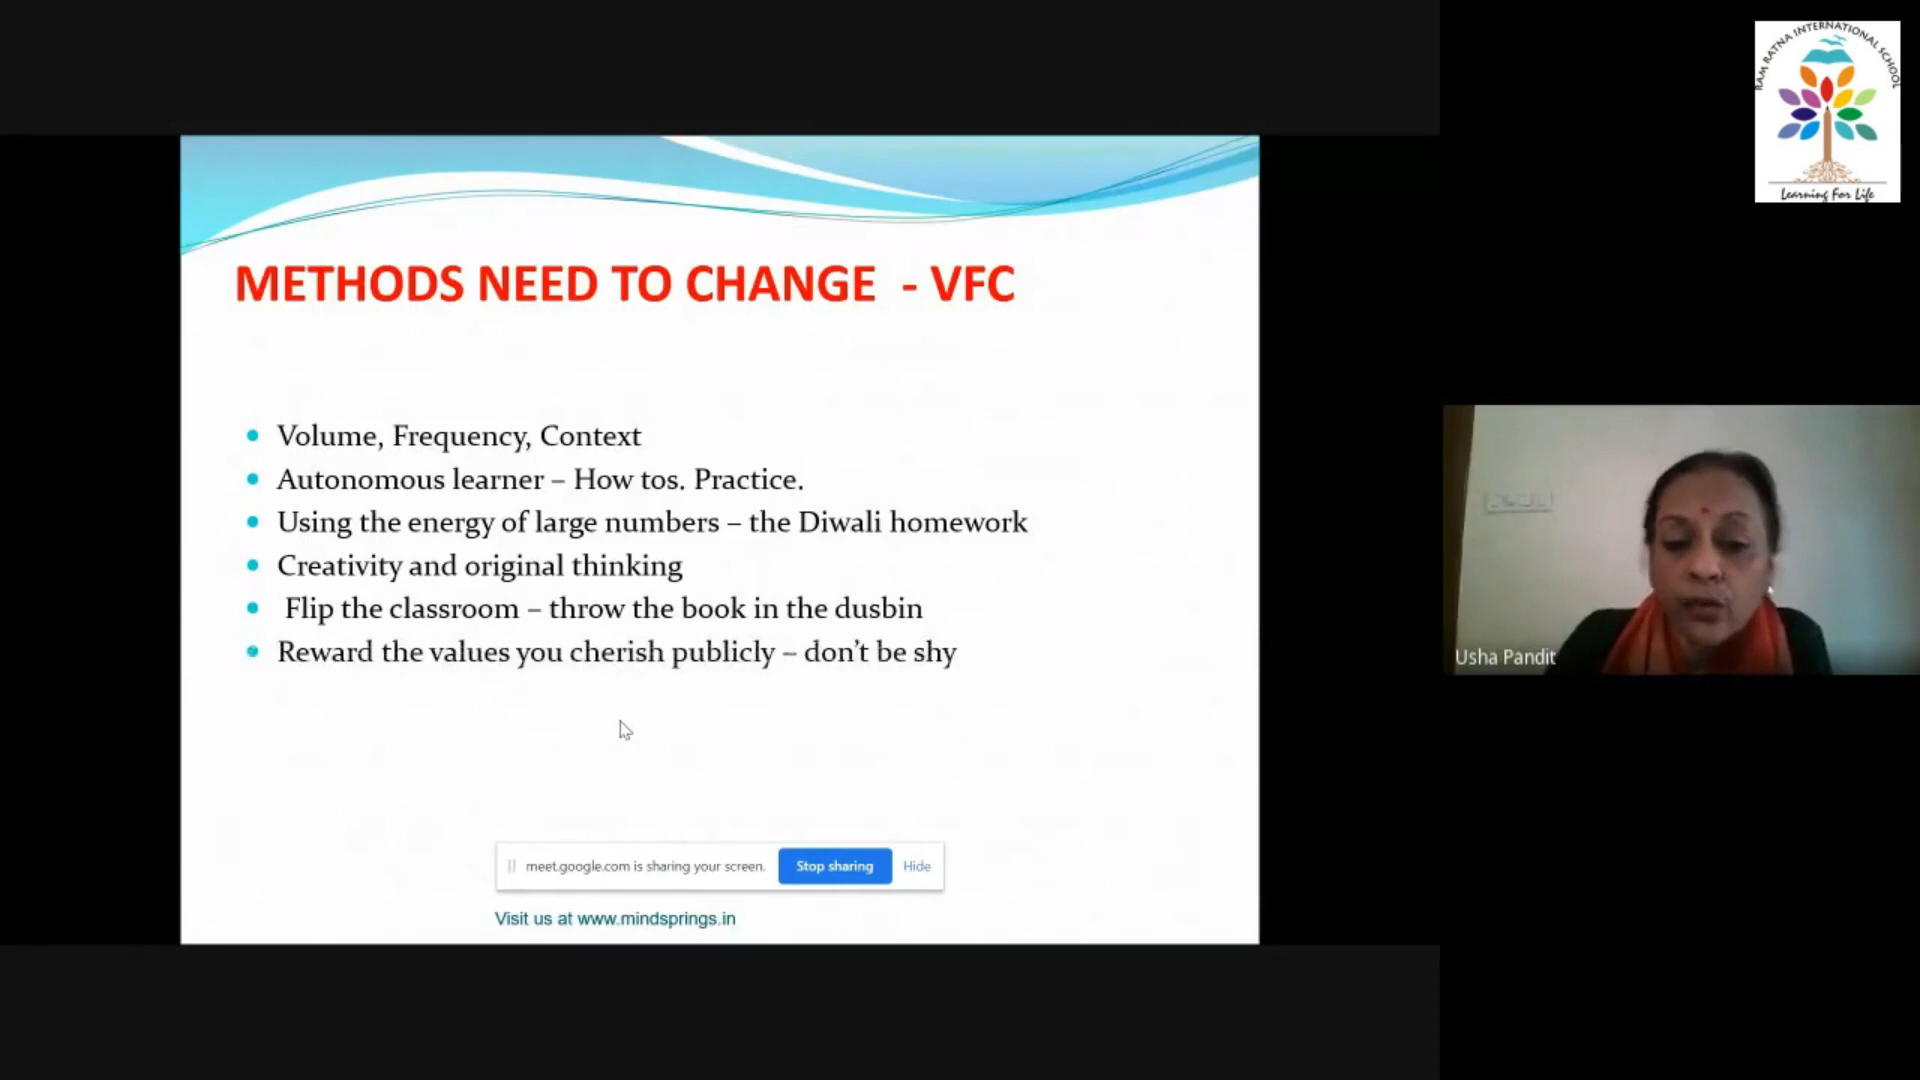 RAM RATNA INTERNATIONAL SCHOOL
Learning For Life
METHODS NEED TO CHANGE - VFC
Volume, Frequency, Context
Autonomous learner – How tos. Practice.
Using the energy of large numbers – the Diwali homework
Creativity and original thinking
Flip the classroom – throw the book in the dusbin
Reward the values you cherish publicly – don't be shy
Usha Pandit
meet.google.com is sharing your screen.
Stop sharing
Hide
Visit us at www.mindsprings.in